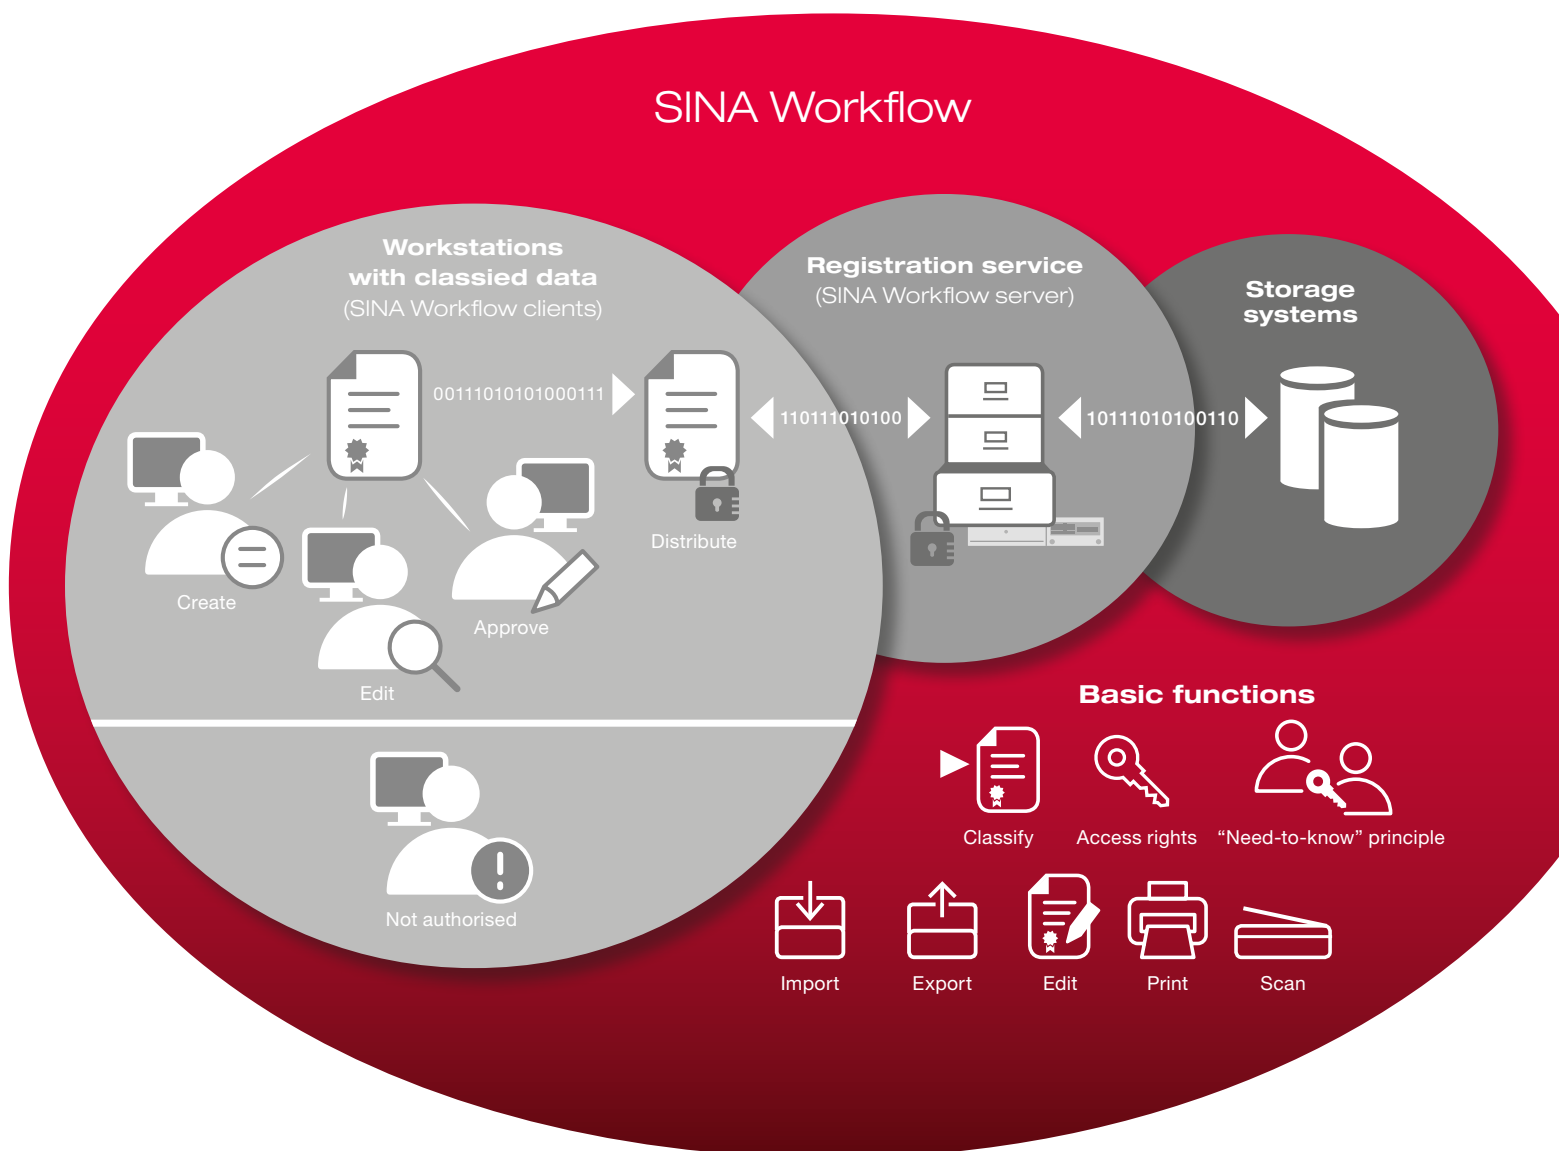 SINA Workflow
Workstations
with classied data
(SINA Workflow clients)
Registration service
(SINA Workflow server)
Storage
systems
00111010101000111
110111010100
10111010100110
Distribute
Create
Approve
Edit
Not authorised
Basic functions
Classify
Access rights
“Need-to-know” principle
Import
Export
Edit
Print
Scan